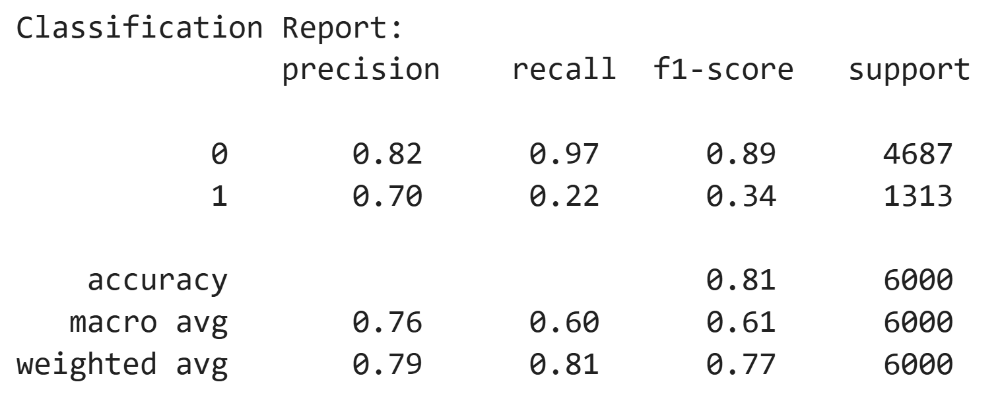 Classification Report:
precision recall f1-score support
0 0.82 0.97 0.89 4687
1 0.70 0.22 0.34 1313
accuracy 0.81 6000
macro avg 0.76 0.60 0.61 6000
weighted avg 0.79 0.81 0.77 6000